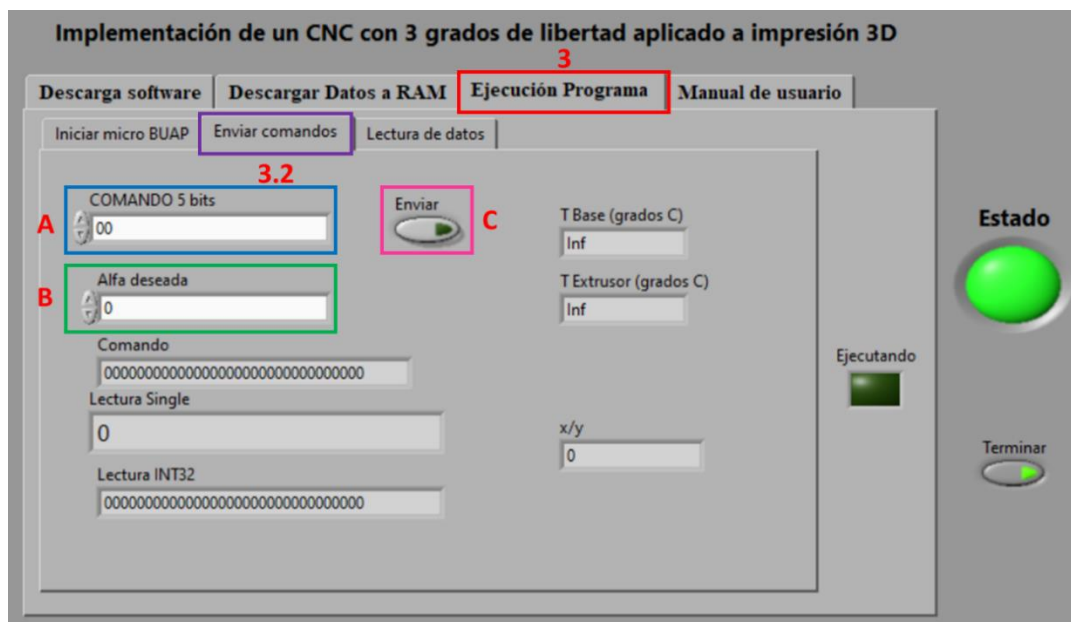 Implementación de un CNC con 3 grados de libertad aplicado a impresión 3D
3
Descarga software
Descargar Datos a RAM
Ejecución Programa
Manual de usuario
Iniciar micro BUAP
Enviar comandos
Lectura de datos
3.2
A
COMANDO 5 bits
00
Enviar
C
T Base (grados C)
Inf
Estado
B
Alfa deseada
0
T Extrusor (grados C)
Inf
Comando
00000000000000000000000000000000
Ejecutando
Lectura Single
0
x/y
0
Terminar
Lectura INT32
00000000000000000000000000000000